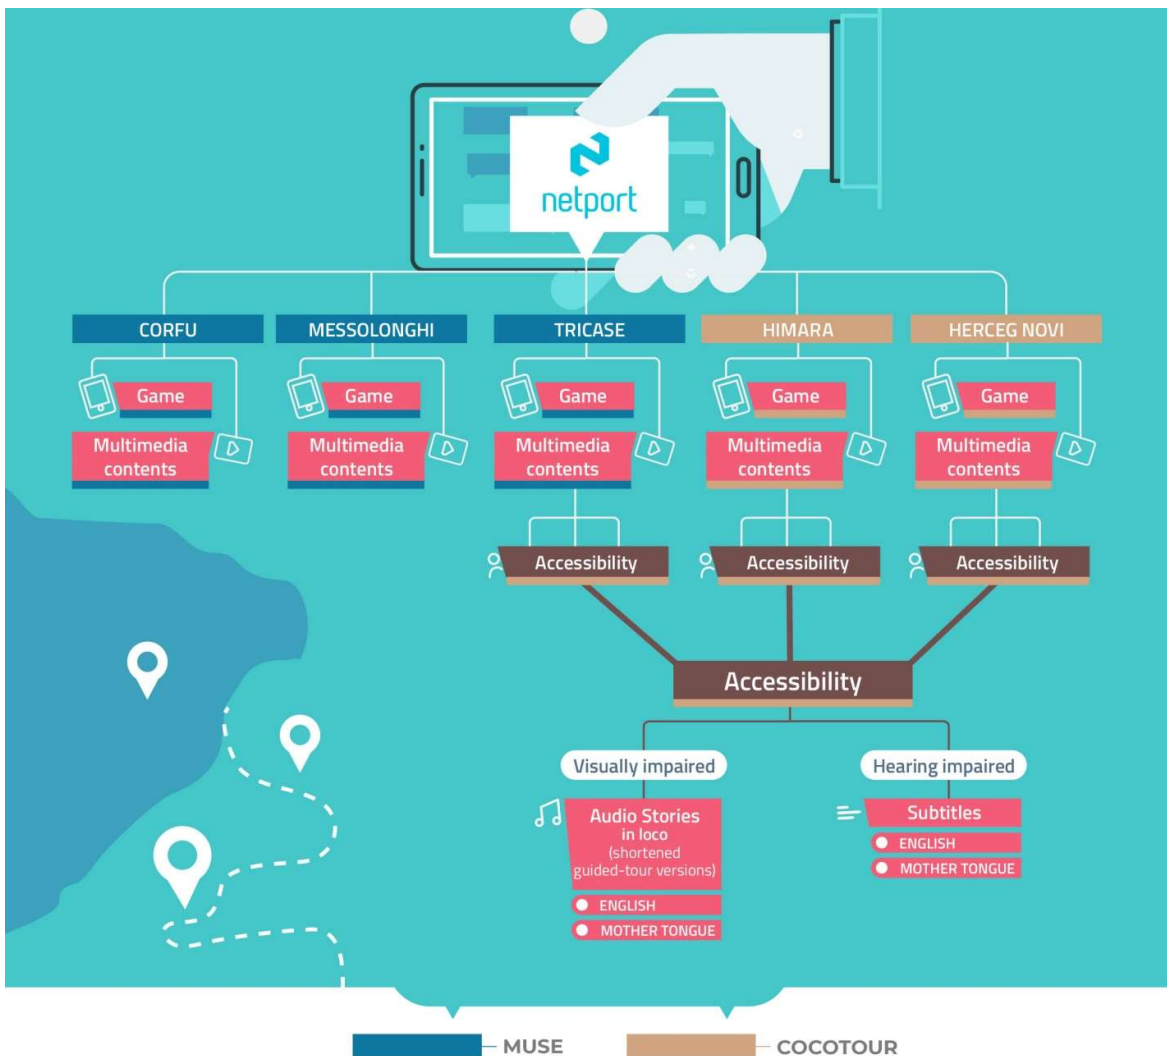 netport
CORFU
MESSOLONGHI
TRICASE
HIMARA
HERCEG NOVI
Game
Game
Game
Game
Game
Multimedia
contents
Multimedia
contents
Multimedia
contents
Multimedia
contents
Multimedia
contents
Accessibility
Accessibility
Accessibility
Accessibility
Visually impaired
Hearing impaired
Audio Stories
in loco
(shortened
guided-tour versions)
ENGLISH
MOTHER TONGUE
Subtitles
ENGLISH
MOTHER TONGUE
MUSE
COCOTOUR